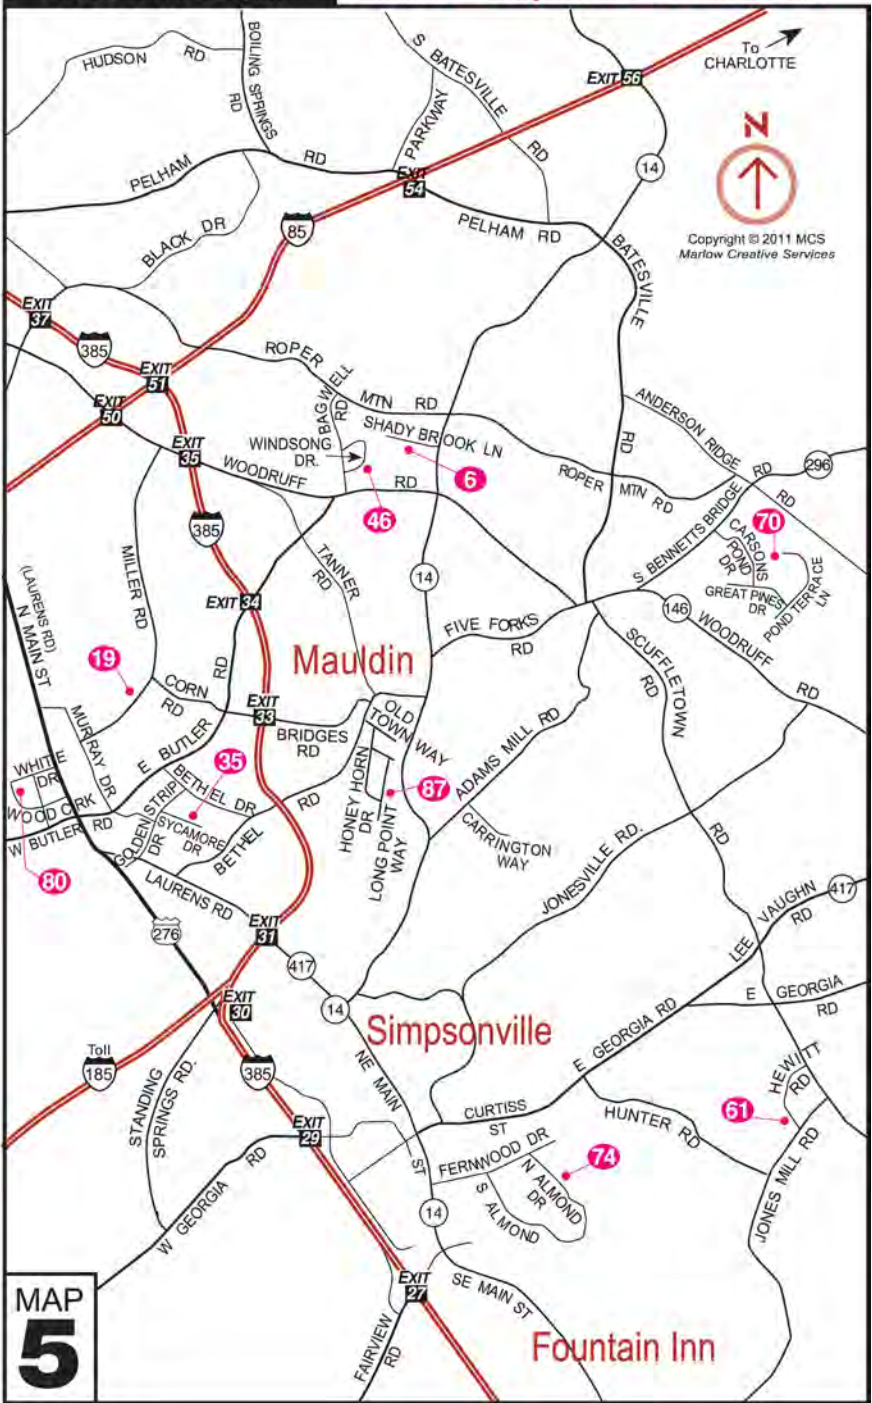 HUDSON RD
BOILING SPRINGS
RD
S BATESVILLE
RD
PARKWAY
EXIT 56
To
CHARLOTTE
N
14
Copyright © 2011 MCS
Marlow Creative Services
PELHAM RD
EXIT
54
PELHAM RD
BATESVILLE
RD
BLACK DR
85
EXIT
37
385
EXIT
51
EXIT
50
EXIT
35
ROPER
MTN RD
BAGWELL
RD
SHADY BROOK LN
WINDSONG
DR.
6
46
WOODRUFF
RD
ROPER MTN RD
ANDERSON RIDGE
RD
296
S BENNETTS BRIDGE RD
CARSONS
POND
DR
70
GREAT PINES
DR
POND TERRACE
LN
385
MILLER RD
TANNER
RD
14
(LAURENS RD)
N MAIN ST
EXIT 34
FIVE FORKS
RD
146
WOODRUFF
RD
SCUFFLETOWN
RD
RD
19
Mauldin
CORN
RD
EXIT
33
BRIDGES
RD
OLD
TOWN WAY
MURRAY DR
E BUTLER
RD
WHITE
DR
WOOD CIRK
W BUTLER RD
80
35
BETHEL DR
GOLDEN STRIP
DR
SYCAMORE
DR
BETHEL
RD
HONEY HORN
DR
LONG POINT
WAY
87
ADAMS MILL RD
CARRINGTON
WAY
LAURENS RD
JONESVILLE RD.
276
EXIT
31
417
LEE VAUGHN
RD
417
EXIT
30
14
Simpsonville
E GEORGIA
RD
E GEORGIA RD
Toll
185
385
STANDING
SPRINGS RD.
NE MAIN
ST
EXIT
29
CURTISS
ST
HUNTER RD
HEWITT
RD
61
W GEORGIA RD
FERNWOOD DR
74
N ALMOND
DR
S ALMOND
JONES MILL RD
14
EXIT
27
SE MAIN ST
FAIRVIEW
RD
Fountain Inn
MAP
5